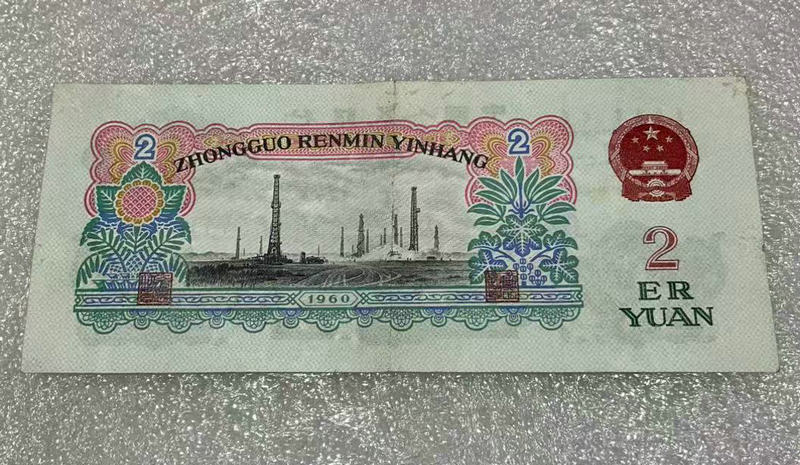 2 2
ZHONGGUO RENMIN YINHANG
1960
2
ER
YUAN